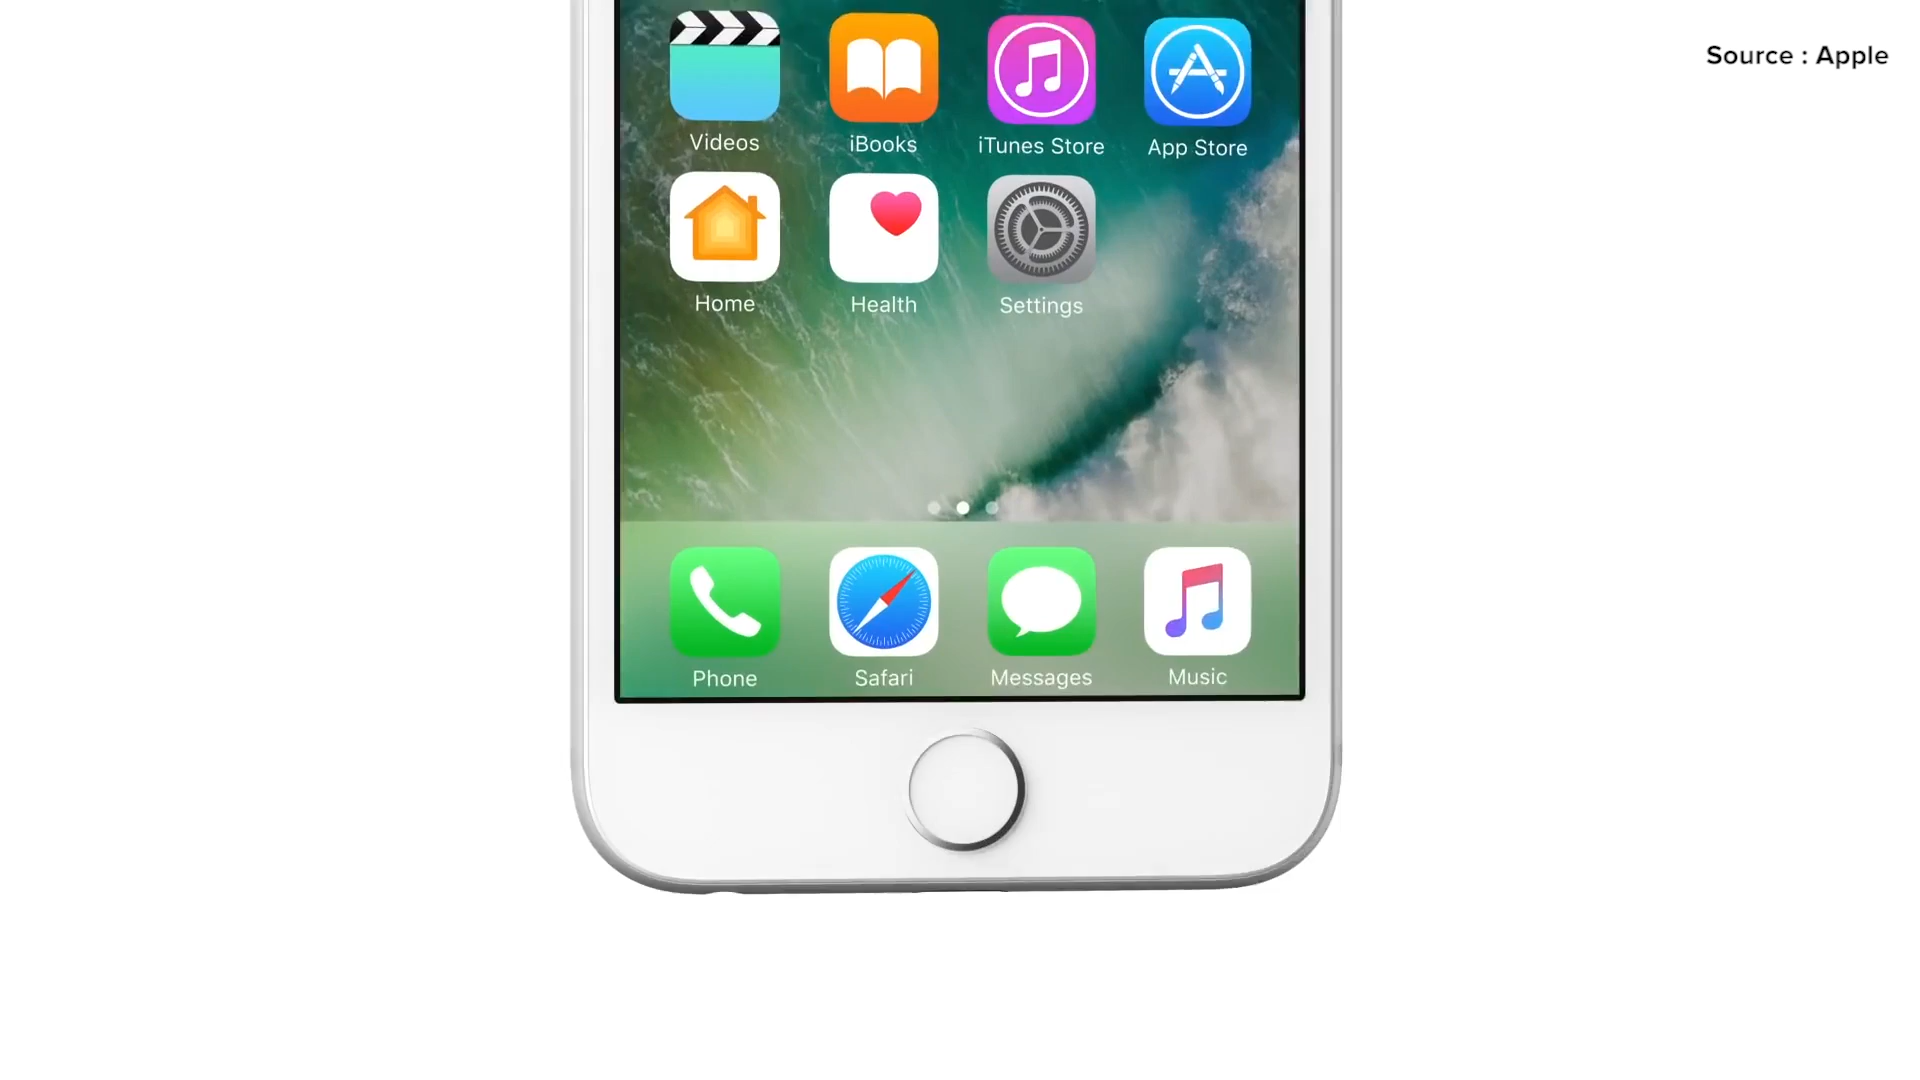 Source : Apple
Videos
iBooks
iTunes Store
App Store
Home
Health
Settings
Phone
Safari
Messages
Music